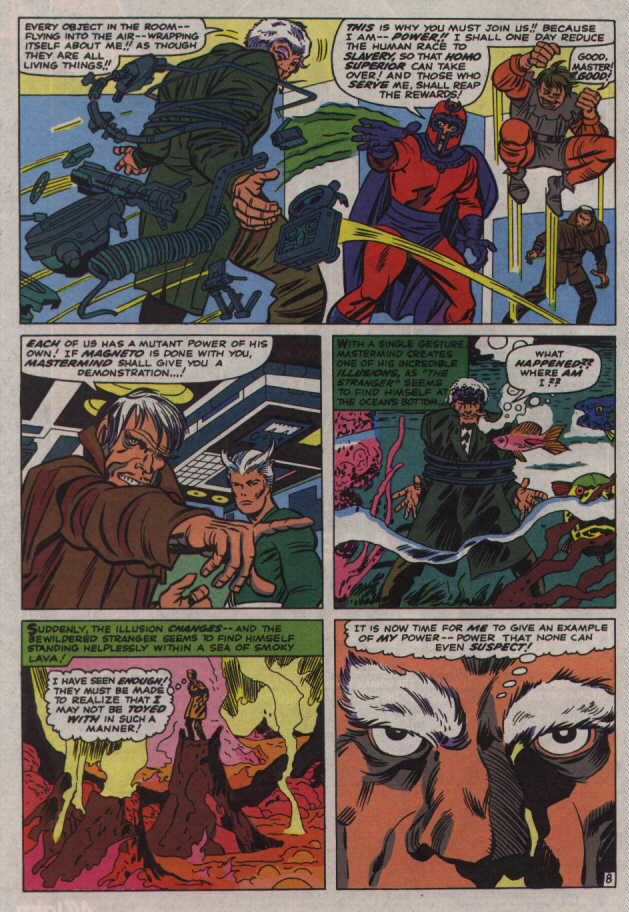 EVERY OBJECT IN THE ROOM--
FLYING INTO THE AIR--WRAPPING
ITSELF ABOUT ME!! AS THOUGH
THEY ARE ALL
LIVING THINGS!!
THIS IS WHY YOU MUST JOIN US!! BECAUSE
I AM--POWER!! I SHALL ONE DAY REDUCE
THE HUMAN RACE TO
SLAVERY, SO THAT HOMO
SUPERIOR CAN TAKE
OVER! AND THOSE WHO
SERVE ME, SHALL REAP
THE REWARDS!
GOOD,
MASTER!
GOOD!
EACH OF US HAS A MUTANT POWER OF HIS
OWN! IF MAGNETO IS DONE WITH YOU,
MASTERMIND SHALL GIVE YOU A
DEMONSTRATION....!
WITH A SINGLE GESTURE
MASTERMIND CREATES
ONE OF HIS INCREDIBLE
ILLUSIONS, AS "THE
STRANGER" SEEMS
TO FIND HIMSELF AT
THE OCEAN'S BOTTOM...
WHAT
HAPPENED??
WHERE AM
I??
SUDDENLY, THE ILLUSION CHANGES--AND THE
BEWILDERED STRANGER SEEMS TO FIND HIMSELF
STANDING HELPLESSLY WITHIN A SEA OF SMOKY
LAVA!
I HAVE SEEN ENOUGH!
THEY MUST BE MADE
TO REALIZE THAT I
MAY NOT BE TOYED
WITH IN SUCH A
MANNER!
IT IS NOW TIME FOR ME TO GIVE AN EXAMPLE
OF MY POWER--POWER THAT NONE CAN
EVEN SUSPECT!
8